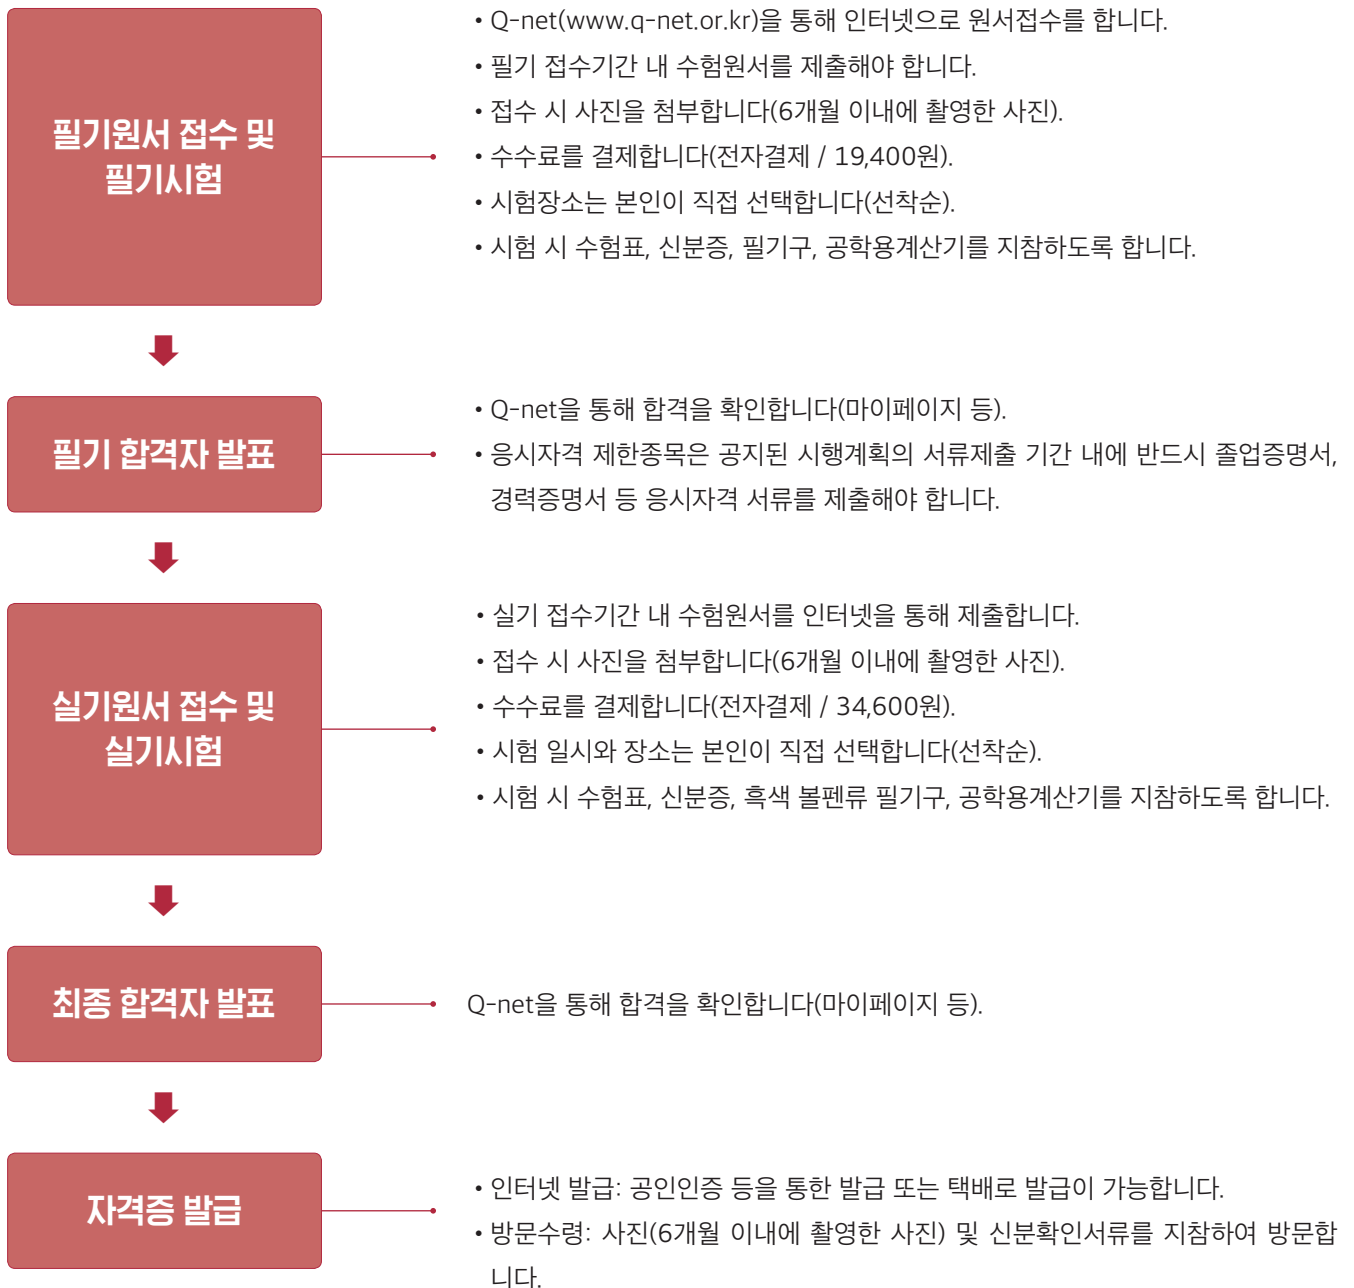 필기원서 접수 및
필기시험
• Q-net(www.q-net.or.kr)을 통해 인터넷으로 원서접수를 합니다.
• 필기 접수기간 내 수험원서를 제출해야 합니다.
• 접수 시 사진을 첨부합니다(6개월 이내에 촬영한 사진).
• 수수료를 결제합니다(전자결제 / 19,400원).
• 시험장소는 본인이 직접 선택합니다(선착순).
• 시험 시 수험표, 신분증, 필기구, 공학용계산기를 지참하도록 합니다.
필기 합격자 발표
• Q-net을 통해 합격을 확인합니다(마이페이지 등).
• 응시자격 제한종목은 공지된 시행계획의 서류제출 기간 내에 반드시 졸업증명서,
경력증명서 등 응시자격 서류를 제출해야 합니다.
실기원서 접수 및
실기시험
• 실기 접수기간 내 수험원서를 인터넷을 통해 제출합니다.
• 접수 시 사진을 첨부합니다(6개월 이내에 촬영한 사진).
• 수수료를 결제합니다(전자결제 / 34,600원).
• 시험 일시와 장소는 본인이 직접 선택합니다(선착순).
• 시험 시 수험표, 신분증, 흑색 볼펜류 필기구, 공학용계산기를 지참하도록 합니다.
최종 합격자 발표
Q-net을 통해 합격을 확인합니다(마이페이지 등).
자격증 발급
• 인터넷 발급: 공인인증 등을 통한 발급 또는 택배로 발급이 가능합니다.
• 방문수령: 사진(6개월 이내에 촬영한 사진) 및 신분확인서류를 지참하여 방문합
니다.